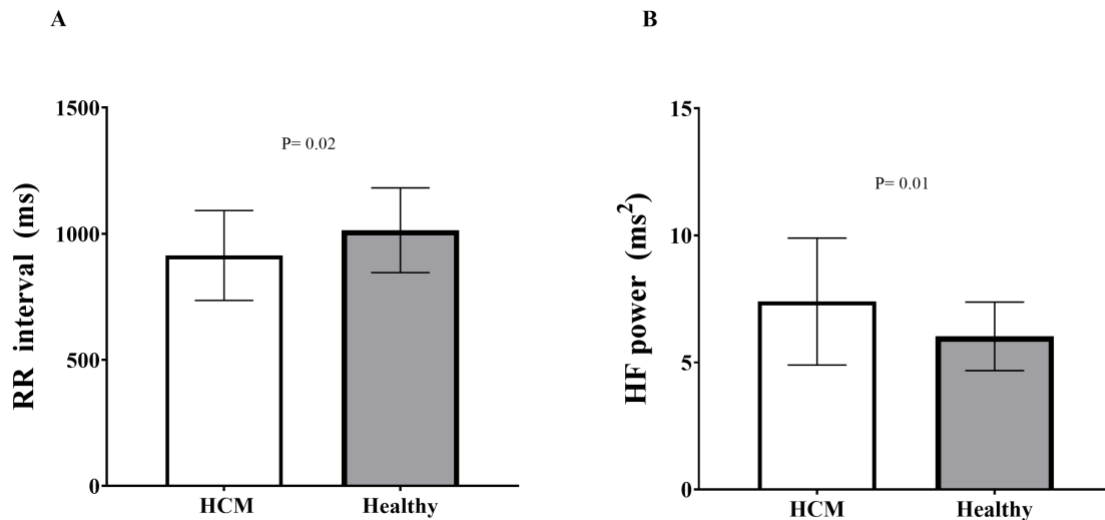 A
RR interval (ms)
1500
1000
500
0
P= 0.02
HCM
Healthy
B
HF power (ms²)
15
10
5
0
P= 0.01
HCM
Healthy